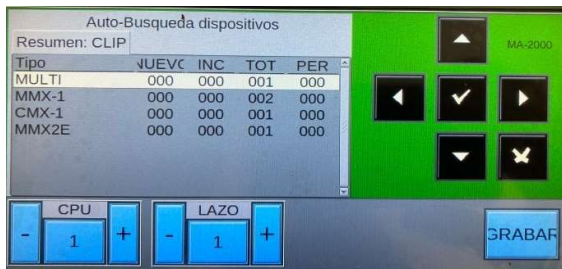 Auto-Busqueda dispositivos
Resumen: CLIP
MA-2000
Tipo NUEVC INC TOT PER
MULTI 000 000 001 000
MMX-1 000 000 002 000
CMX-1 000 000 001 000
MMX2E 000 000 001 000
CPU LAZO
- 1 + - 1 + GRABAR